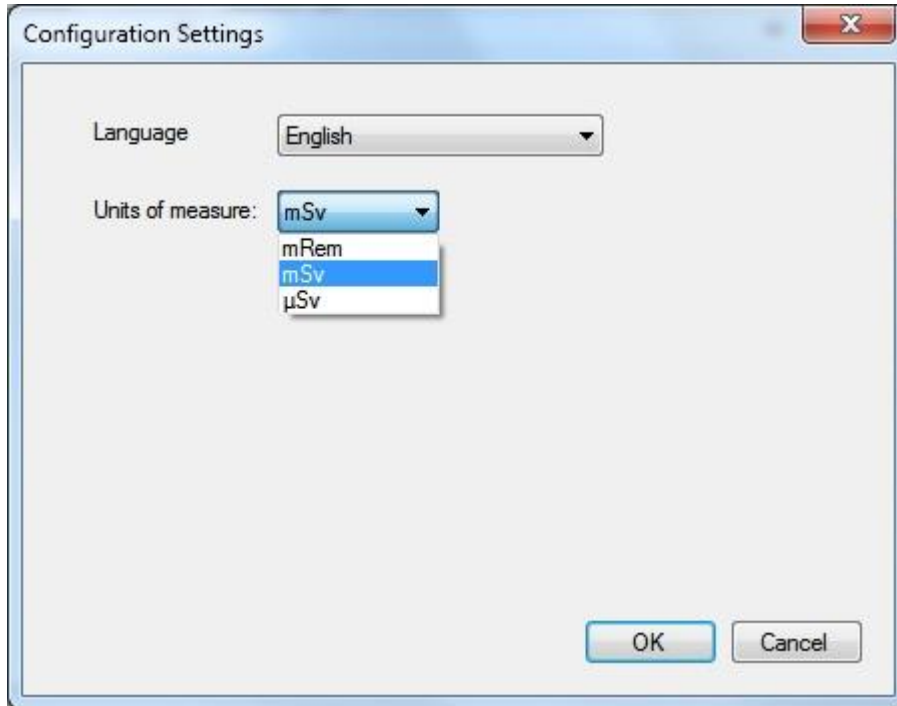 Configuration Settings
Language English
Units of measure: mSv
mRem
mSv
µSv
OK Cancel